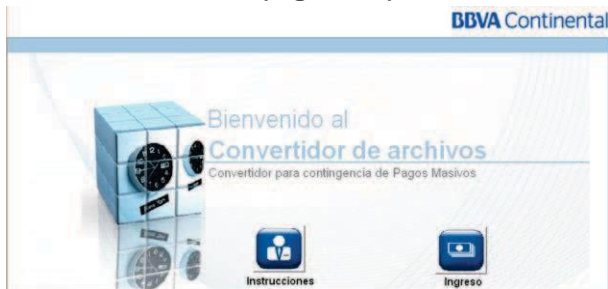 BBVA Continental
Bienvenido al
Convertidor de archivos
Convertidor para contingencia de Pagos Masivos
Instrucciones
Ingreso